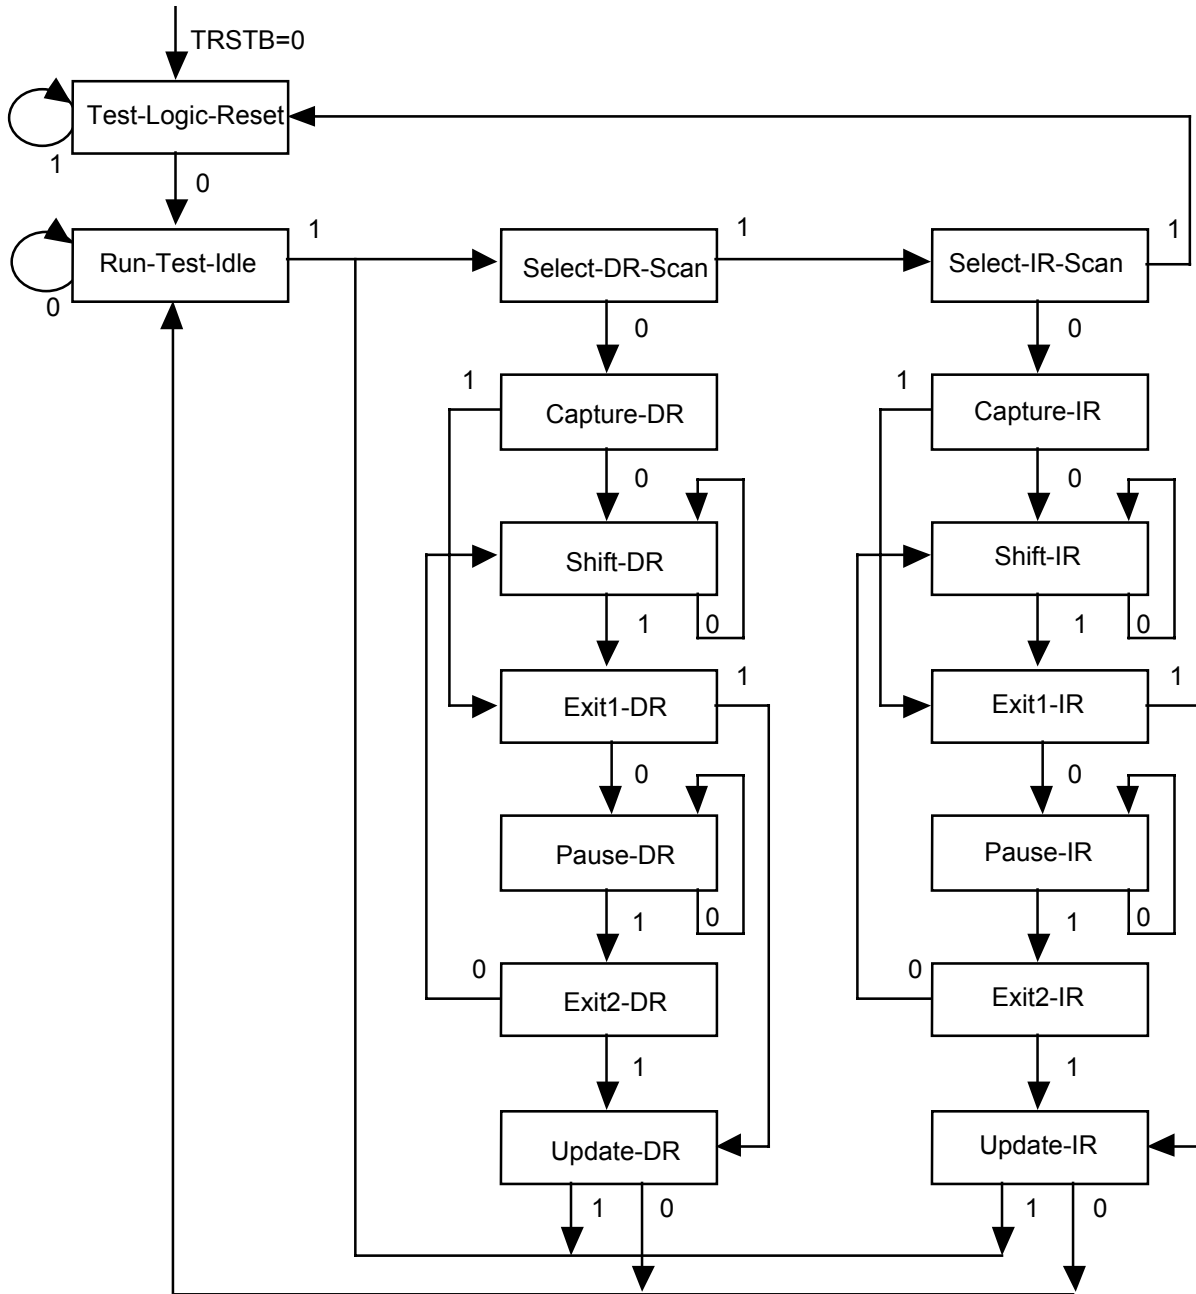 TRSTB=0
Test-Logic-Reset
1
0
Run-Test-Idle
0
1
Select-DR-Scan
1
Select-IR-Scan
1
0
0
1
Capture-DR
0
1
Capture-IR
0
Shift-DR
1
0
Shift-IR
1
0
Exit1-DR
1
0
Exit1-IR
1
0
Pause-DR
1
0
Pause-IR
1
0
0
Exit2-DR
1
0
Exit2-IR
1
Update-DR
1
0
Update-IR
1
0